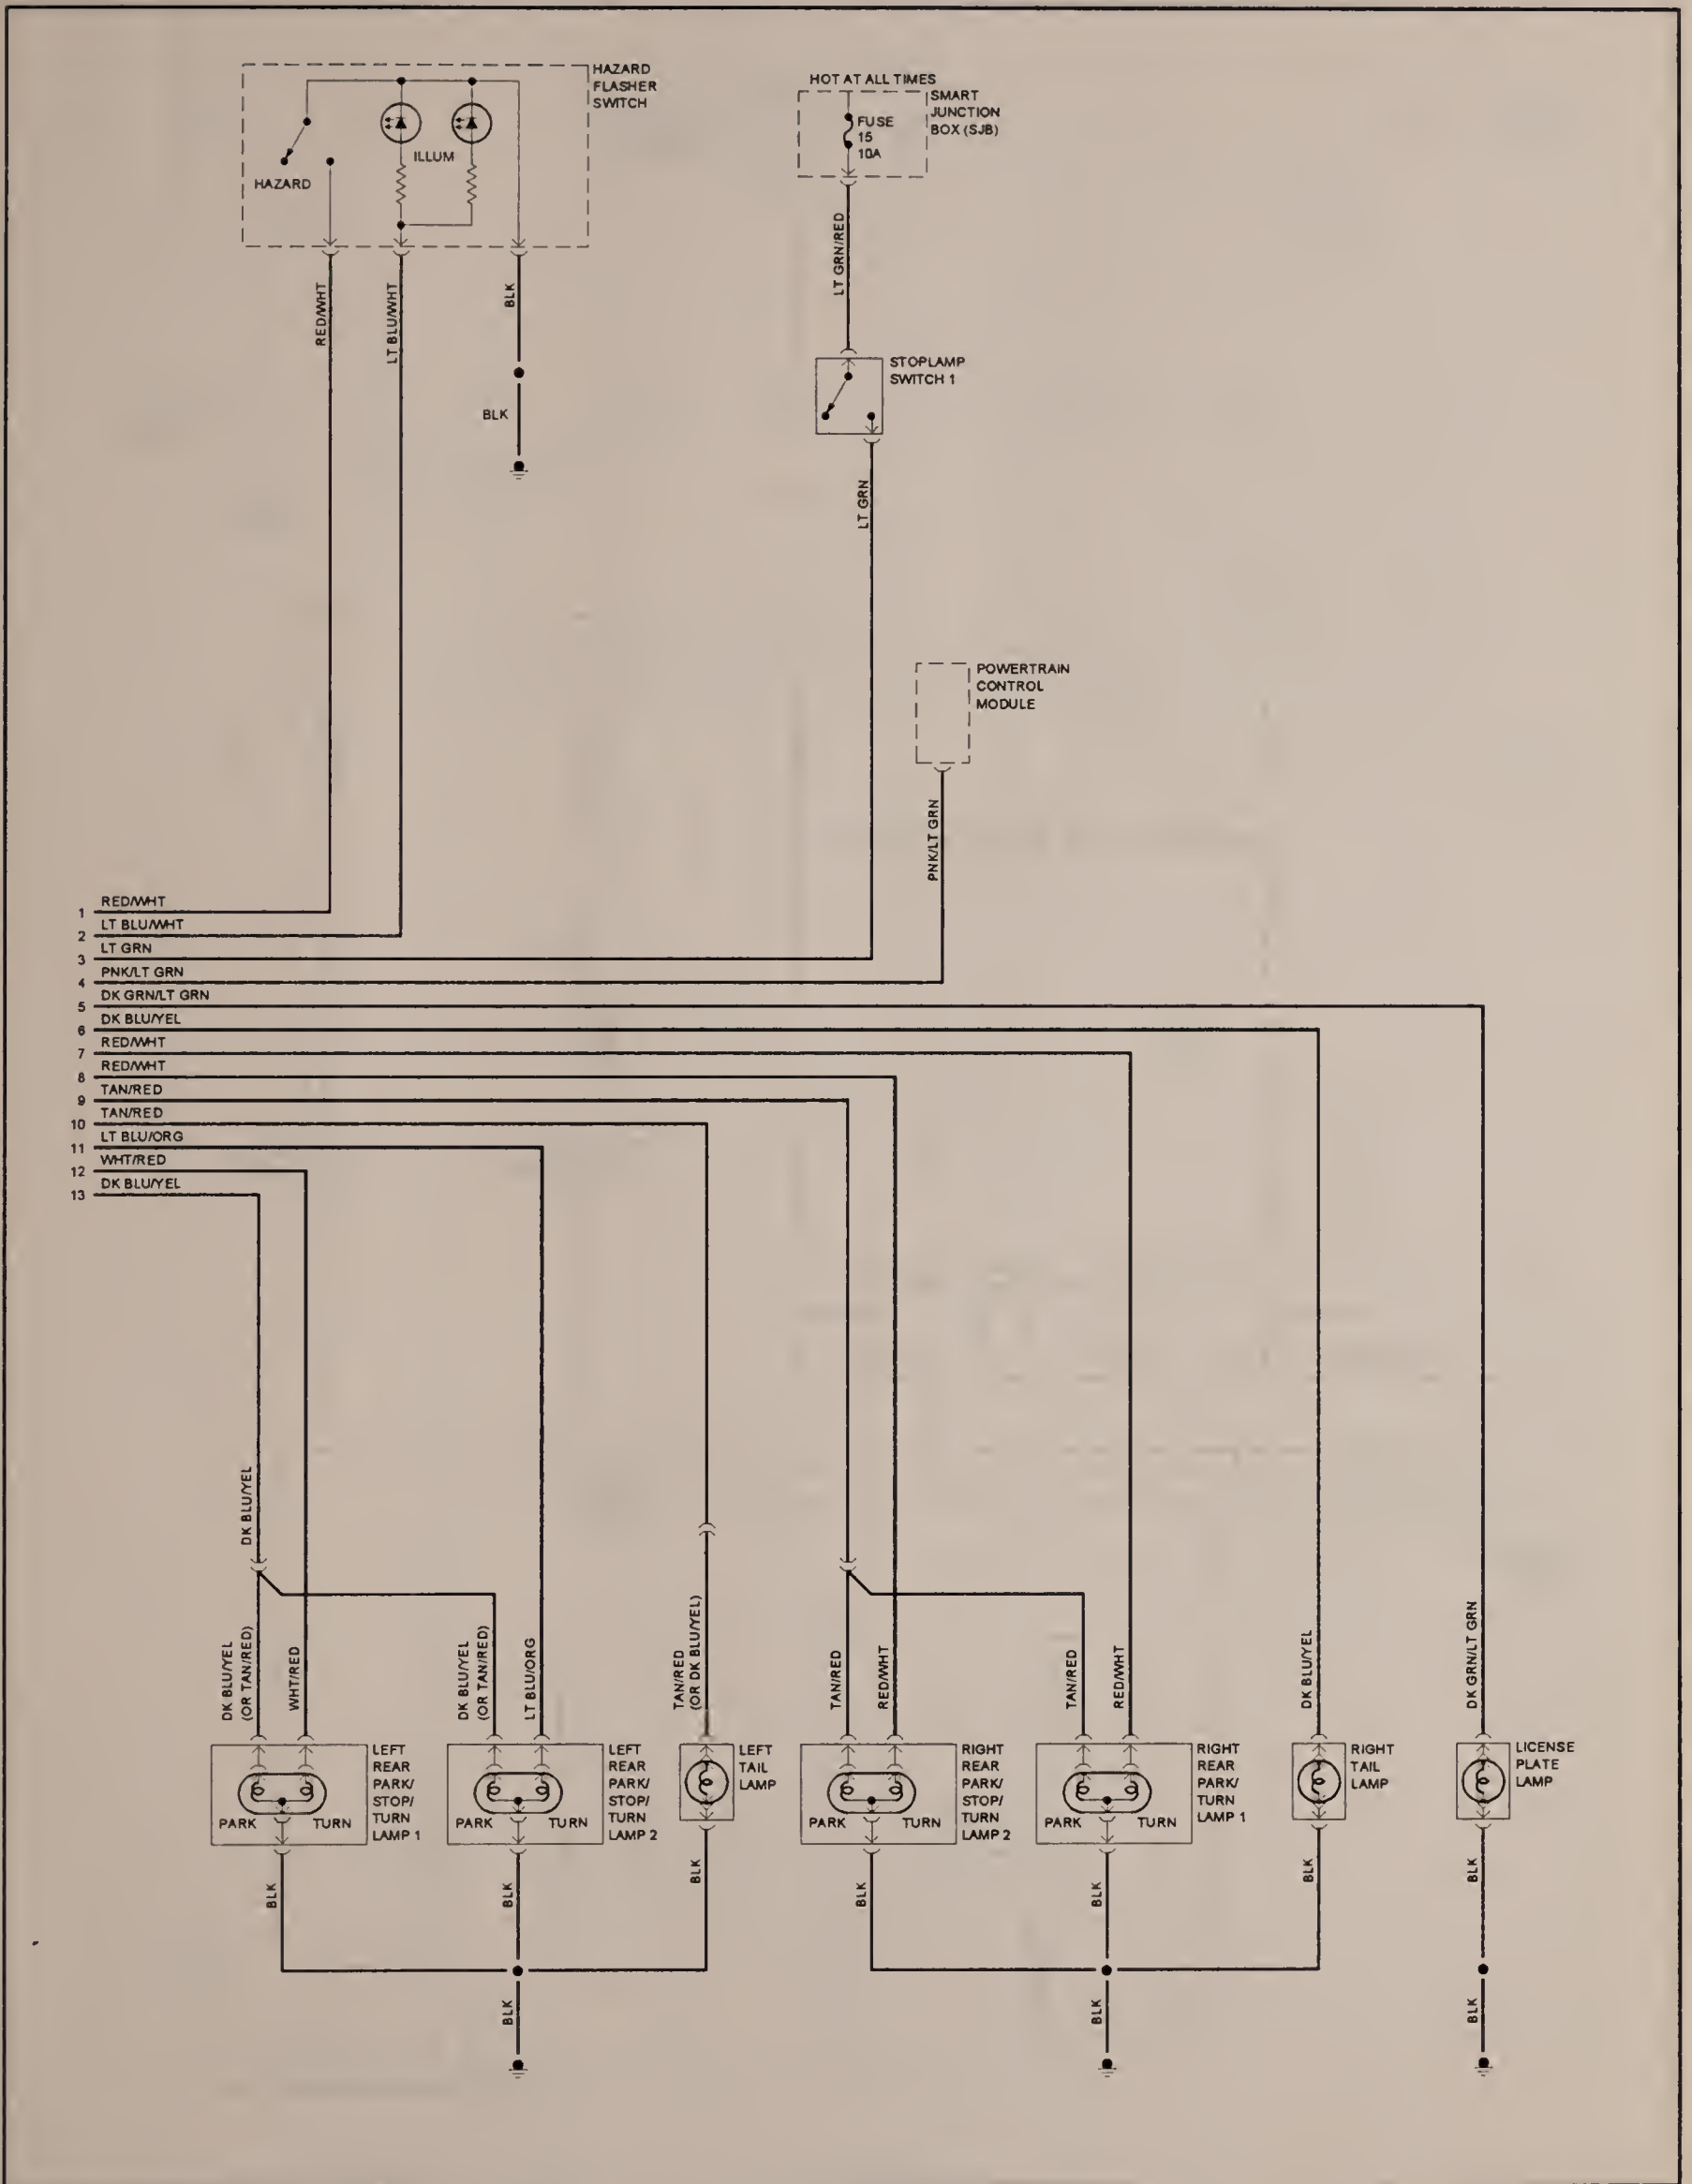 HAZARD
FLASHER
SWITCH
ILLUM
HAZARD
HOT AT ALL TIMES
SMART
JUNCTION
BOX (SJB)
FUSE
15
10A
RED/WHT
LT BLU/WHT
BLK
BLK
LT GRN/RED
STOPLAMP
SWITCH 1
LT GRN
POWERTRAIN
CONTROL
MODULE
PNK/LT GRN
1 RED/WHT
2 LT BLU/WHT
3 LT GRN
4 PNK/LT GRN
5 DK GRN/LT GRN
6 DK BLU/YEL
7 RED/WHT
8 RED/WHT
9 TAN/RED
10 TAN/RED
11 LT BLU/ORG
12 WHT/RED
13 DK BLU/YEL
DK BLU/YEL
DK BLU/YEL
(OR TAN/RED)
WHT/RED
DK BLU/YEL
(OR TAN/RED)
LT BLU/ORG
TAN/RED
(OR DK BLU/YEL)
TAN/RED
RED/WHT
TAN/RED
RED/WHT
DK BLU/YEL
DK GRN/LT GRN
PARK TURN
LEFT
REAR
PARK/
STOP/
TURN
LAMP 1
PARK TURN
LEFT
REAR
PARK/
STOP/
TURN
LAMP 2
LEFT
TAIL
LAMP
PARK TURN
RIGHT
REAR
PARK/
STOP/
TURN
LAMP 2
PARK TURN
RIGHT
REAR
PARK/
TURN
LAMP 1
RIGHT
TAIL
LAMP
LICENSE
PLATE
LAMP
BLK
BLK
BLK
BLK
BLK
BLK
BLK
BLK
BLK
BLK